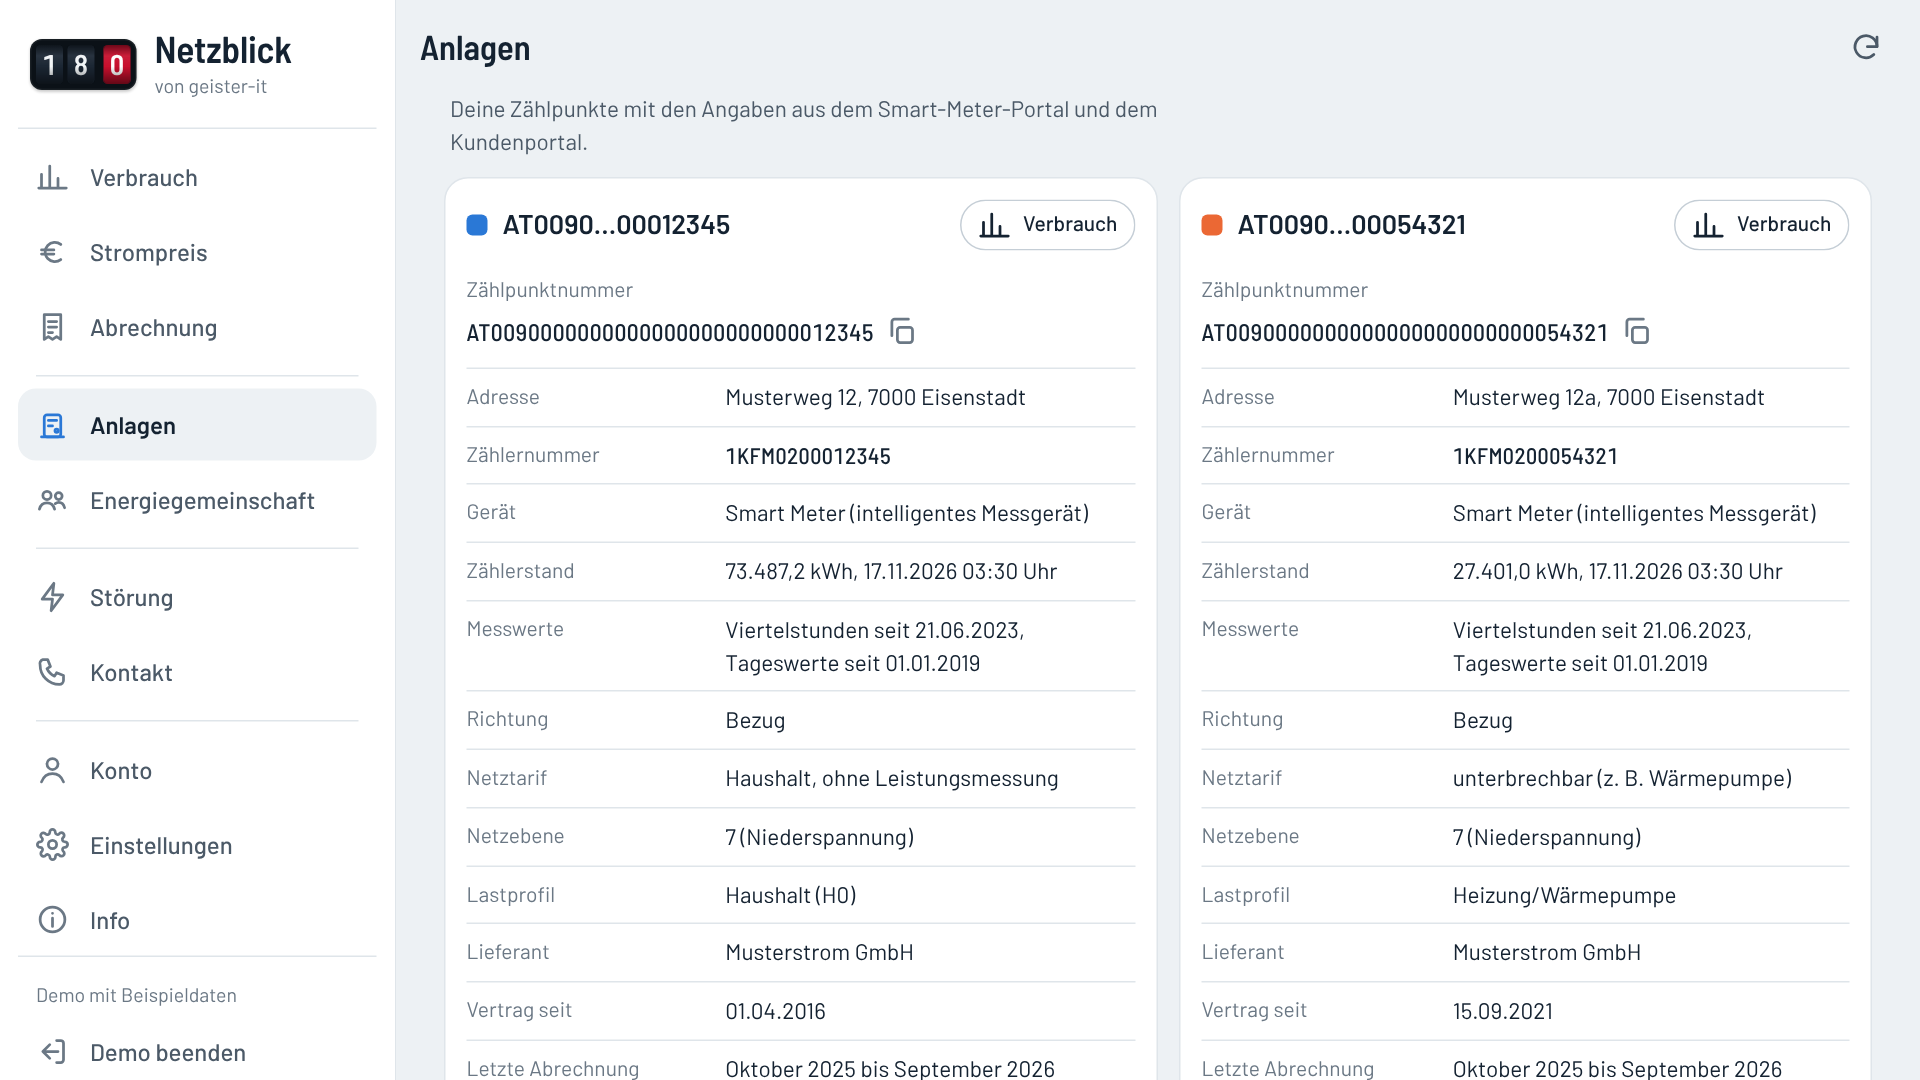 180
Netzblick
von geister-it
Verbrauch
Strompreis
Abrechnung
Anlagen
Energiegemeinschaft
Störung
Kontakt
Konto
Einstellungen
Info
Demo mit Beispieldaten
Demo beenden
Anlagen
Deine Zählpunkte mit den Angaben aus dem Smart-Meter-Portal und dem
Kundenportal.
AT0090...00012345
Verbrauch
Zählpunktnummer
AT0090000000000000000000000012345
Adresse Musterweg 12, 7000 Eisenstadt
Zählernummer 1KFM0200012345
Gerät Smart Meter (intelligentes Messgerät)
Zählerstand 73.487,2 kWh, 17.11.2026 03:30 Uhr
Messwerte Viertelstunden seit 21.06.2023,
Tageswerte seit 01.01.2019
Richtung Bezug
Netztarif Haushalt, ohne Leistungsmessung
Netzebene 7 (Niederspannung)
Lastprofil Haushalt (H0)
Lieferant Musterstrom GmbH
Vertrag seit 01.04.2016
Letzte Abrechnung Oktober 2025 bis September 2026
AT0090...00054321
Verbrauch
Zählpunktnummer
AT0090000000000000000000000054321
Adresse Musterweg 12a, 7000 Eisenstadt
Zählernummer 1KFM0200054321
Gerät Smart Meter (intelligentes Messgerät)
Zählerstand 27.401,0 kWh, 17.11.2026 03:30 Uhr
Messwerte Viertelstunden seit 21.06.2023,
Tageswerte seit 01.01.2019
Richtung Bezug
Netztarif unterbrechbar (z. B. Wärmepumpe)
Netzebene 7 (Niederspannung)
Lastprofil Heizung/Wärmepumpe
Lieferant Musterstrom GmbH
Vertrag seit 15.09.2021
Letzte Abrechnung Oktober 2025 bis September 2026